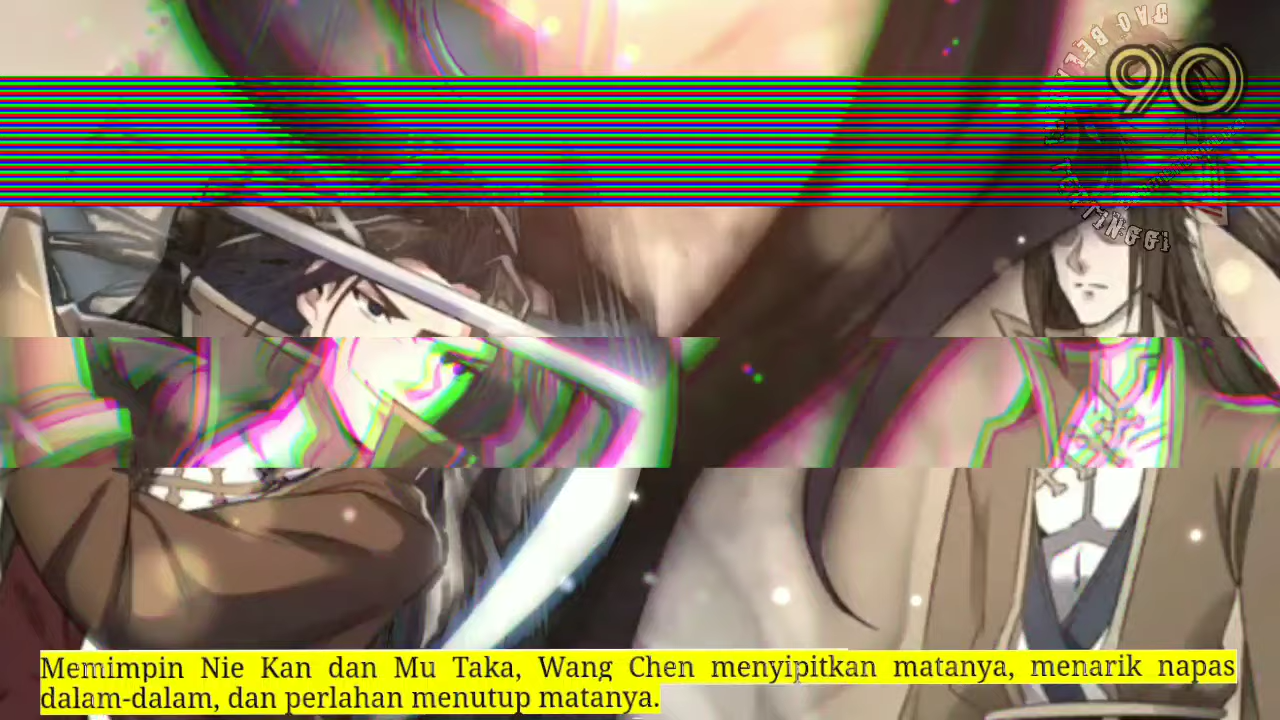 90
TERTINGGI
Memimpin Nie Kan dan Mu Taka, Wang Chen menyipitkan matanya, menarik napas
dalam-dalam, dan perlahan menutup matanya.